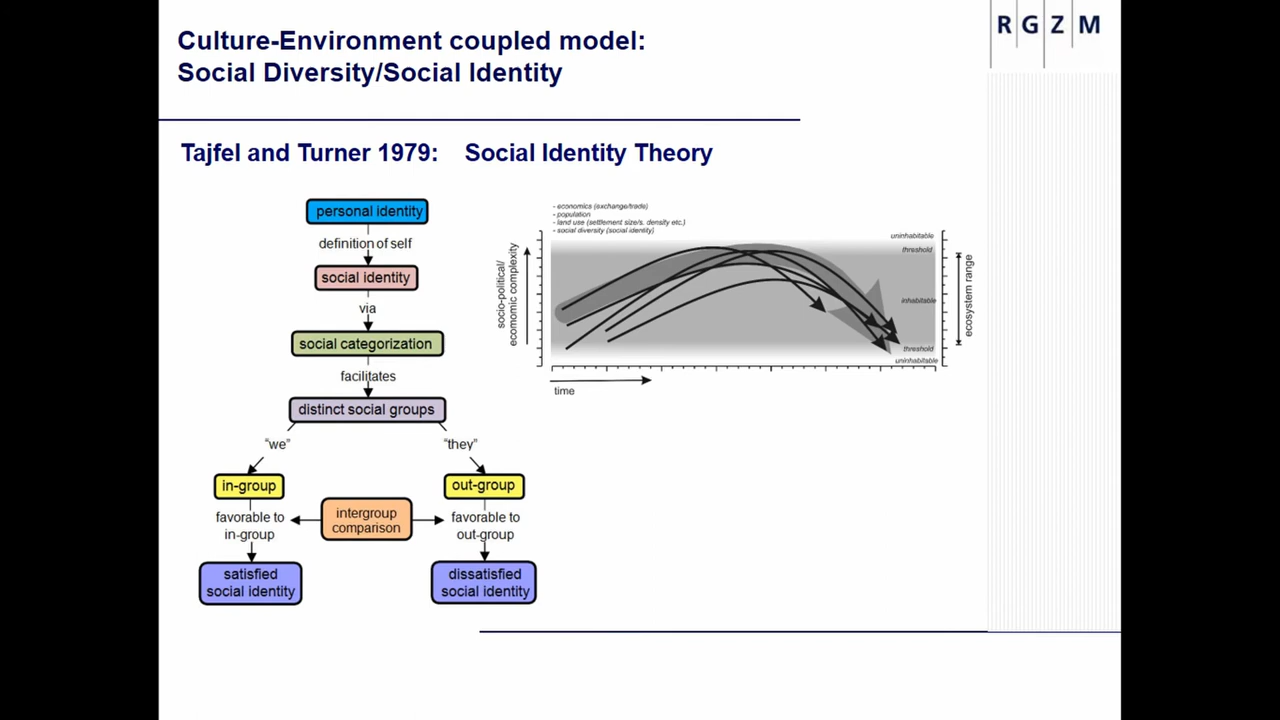 Culture-Environment coupled model:
Social Diversity/Social Identity
R G Z M
Tajfel and Turner 1979: Social Identity Theory
personal identity
definition of self
social identity
via
social categorization
facilitates
distinct social groups
“we”
“they”
in-group
out-group
favorable to
in-group
intergroup
comparison
favorable to
out-group
satisfied
social identity
dissatisfied
social identity
- economics (exchange/trade)
- population
- land use (settlement size/s. density etc.)
- social diversity (social identity)
socio-political/
economic complexity
uninhabitable
threshold
inhabitable
threshold
uninhabitable
ecosystem range
time